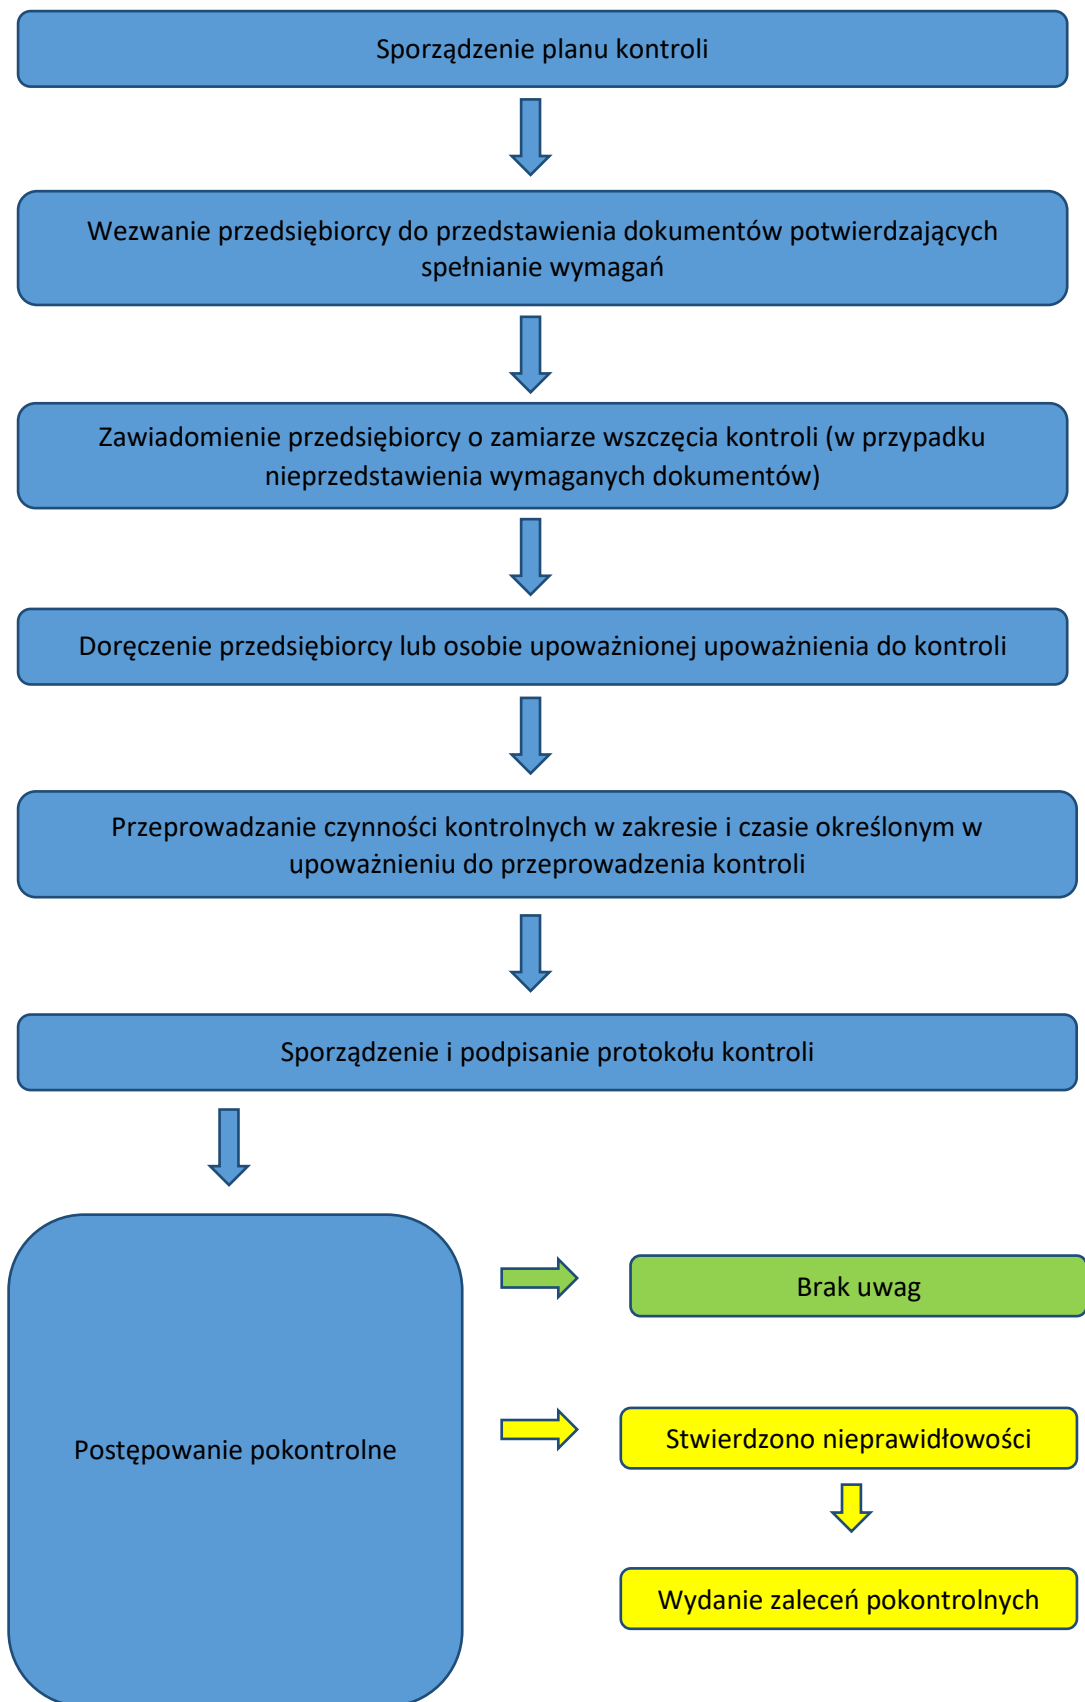 Sporządzenie planu kontroli
Wezwanie przedsiębiorcy do przedstawienia dokumentów potwierdzających
spełnianie wymagań
Zawiadomienie przedsiębiorcy o zamiarze wszczęcia kontroli (w przypadku
nieprzedstawienia wymaganych dokumentów)
Doręczenie przedsiębiorcy lub osobie upoważnionej upoważnienia do kontroli
Przeprowadzanie czynności kontrolnych w zakresie i czasie określonym w
upoważnieniu do przeprowadzenia kontroli
Sporządzenie i podpisanie protokołu kontroli
Brak uwag
Postępowanie pokontrolne
Stwierdzono nieprawidłowości
Wydanie zaleceń pokontrolnych